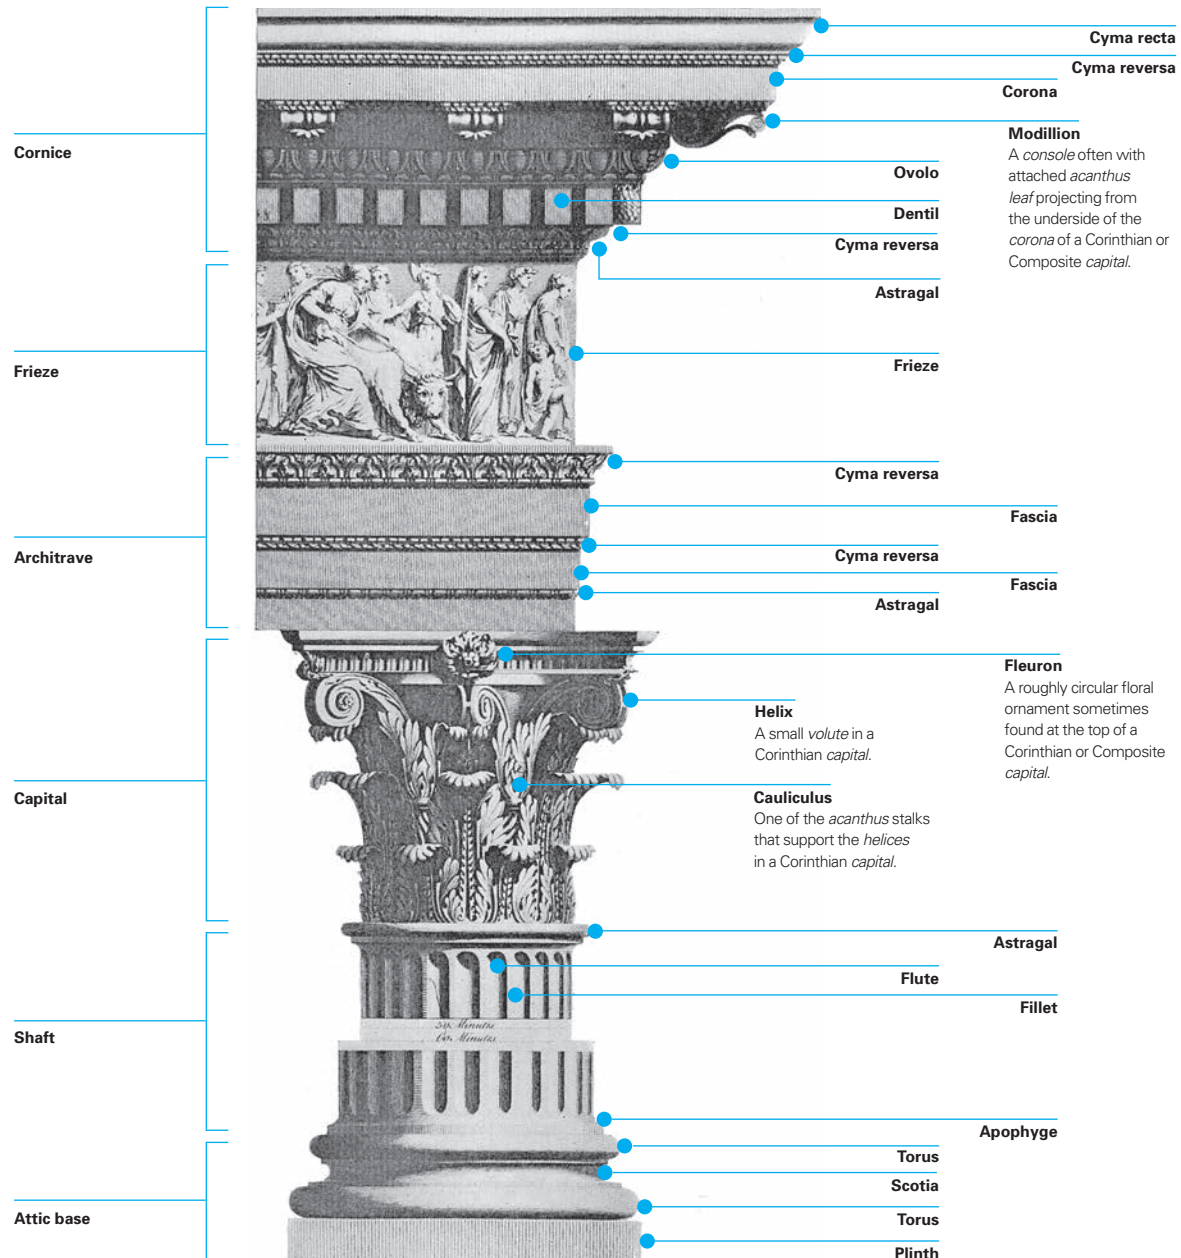 Cyma recta
Cyma reversa
Corona
Modillion
A console often with
attached acanthus
leaf projecting from
the underside of the
corona of a Corinthian or
Composite capital.
Cornice
Ovolo
Dentil
Cyma reversa
Astragal
Frieze
Frieze
Cyma reversa
Fascia
Architrave
Cyma reversa
Fascia
Astragal
Fleuron
A roughly circular floral
ornament sometimes
found at the top of a
Corinthian or Composite
capital.
Helix
A small volute in a
Corinthian capital.
Capital
Cauliculus
One of the acanthus stalks
that support the helices
in a Corinthian capital.
Astragal
Flute
Fillet
Shaft
Minutes
60 Minutes
Apophyge
Torus
Scotia
Attic base
Torus
Plinth